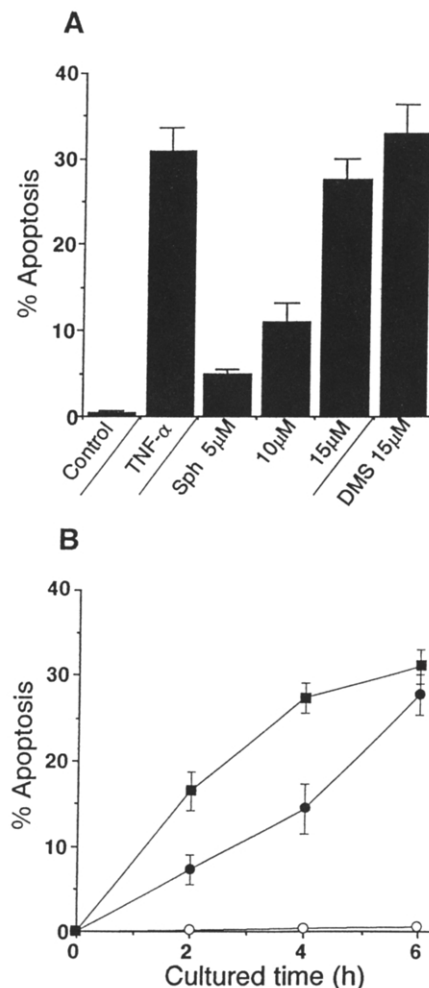 A
40
30
20
10
0
% Apoptosis
Control
TNF-α
Sph 5μM
10μM
15μM
DMS 15μM
B
40
30
20
10
0
% Apoptosis
0 2 4 6
Cultured time (h)